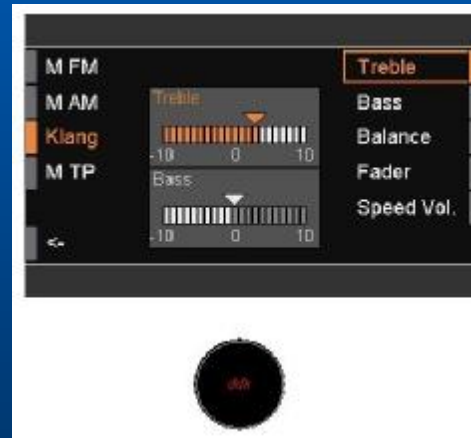 M FM
M AM
Klang
M TP
<-
Treble
-10 0 10
Bass
-10 0 10
Treble
Bass
Balance
Fader
Speed Vol.